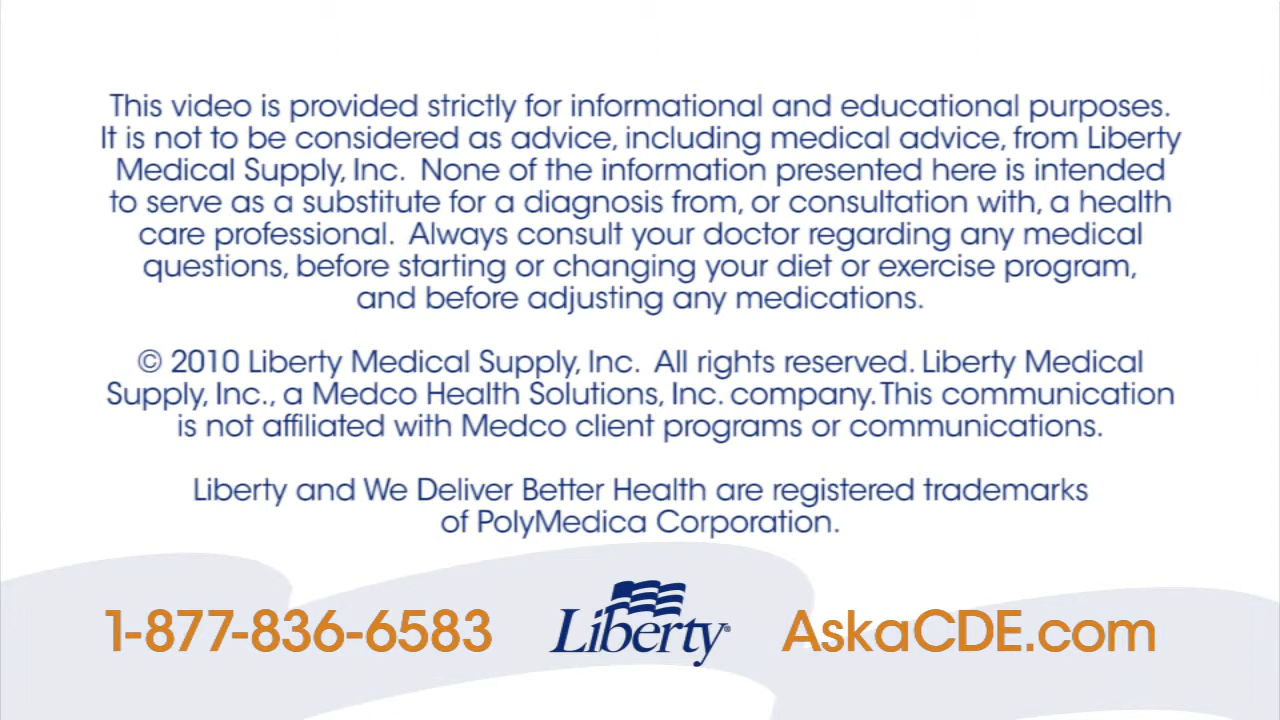 This video is provided strictly for informational and educational purposes.
It is not to be considered as advice, including medical advice, from Liberty
Medical Supply, Inc. None of the information presented here is intended
to serve as a substitute for a diagnosis from, or consultation with, a health
care professional. Always consult your doctor regarding any medical
questions, before starting or changing your diet or exercise program,
and before adjusting any medications.
© 2010 Liberty Medical Supply, Inc. All rights reserved. Liberty Medical
Supply, Inc., a Medco Health Solutions, Inc. company. This communication
is not affiliated with Medco client programs or communications.
Liberty and We Deliver Better Health are registered trademarks
of PolyMedica Corporation.
1-877-836-6583 Liberty® AskaCDE.com